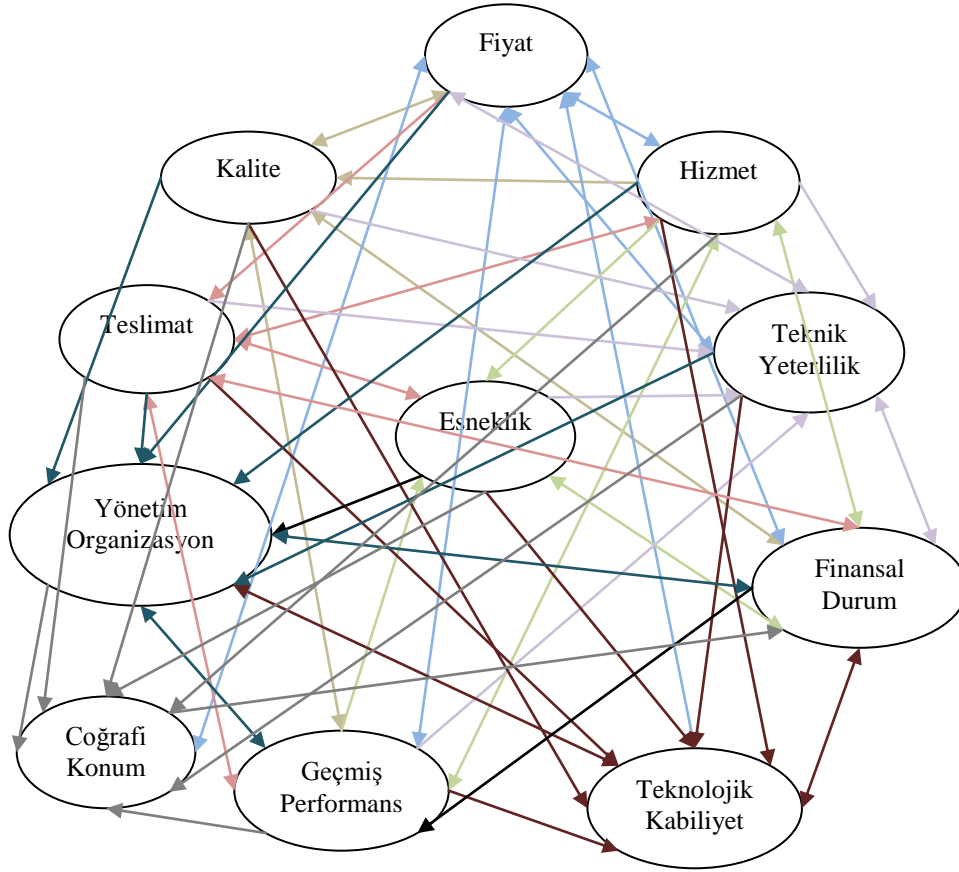 Fiyat
Kalite
Hizmet
Teslimat
Teknik
Yeterlilik
Esneklik
Yönetim
Organizasyon
Finansal
Durum
Coğrafi
Konum
Geçmiş
Performans
Teknolojik
Kabiliyet